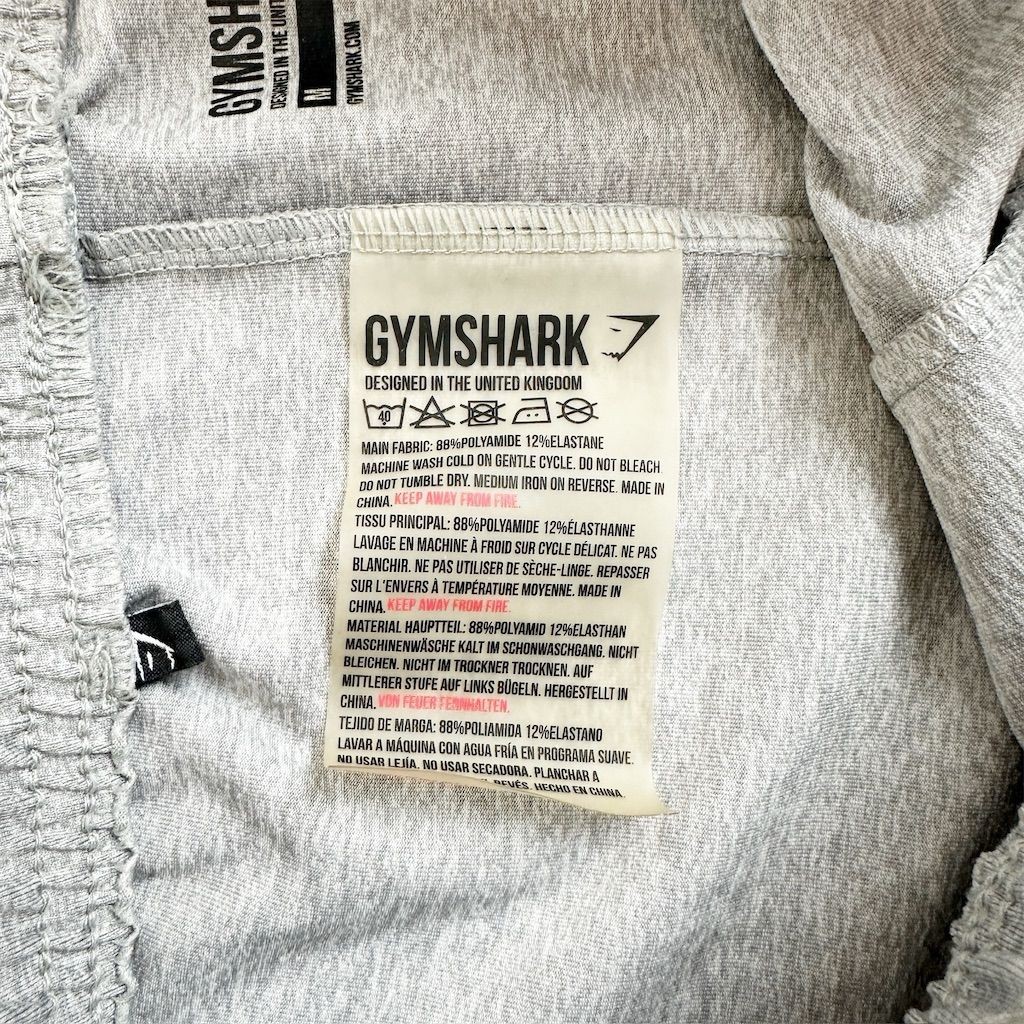 GYMSH
DESIGNED IN THE UNIT
M
GYMSHARK.COM
GYMSHARK
DESIGNED IN THE UNITED KINGDOM
40
MAIN FABRIC: 88%POLYAMIDE 12%ELASTANE
MACHINE WASH COLD ON GENTLE CYCLE. DO NOT BLEACH
DO NOT TUMBLE DRY. MEDIUM IRON ON REVERSE. MADE IN
CHINA. KEEP AWAY FROM FIRE.
TISSU PRINCIPAL: 88%POLYAMIDE 12%ÉLASTHANNE
LAVAGE EN MACHINE À FROID SUR CYCLE DÉLICAT. NE PAS
BLANCHIR. NE PAS UTILISER DE SÈCHE-LINGE. REPASSER
SUR L'ENVERS À TEMPÉRATURE MOYENNE. MADE IN
CHINA. KEEP AWAY FROM FIRE.
MATERIAL HAUPTTEIL: 88%POLYAMID 12%ELASTHAN
MASCHINENWÄSCHE KALT IM SCHONWASCHGANG. NICHT
BLEICHEN. NICHT IM TROCKNER TROCKNEN. AUF
MITTLERER STUFE AUF LINKS BÜGELN. HERGESTELLT IN
CHINA. VON FEUER FENNHALTEN.
TEJIDO DE MARGA: 88%POLIAMIDA 12%ELASTANO
LAVAR A MÁQUINA CON AGUA FRÍA EN PROGRAMA SUAVE.
NO USAR LEJÍA. NO USAR SECADORA. PLANCHAR A
REVÉS. HECHO EN CHINA.